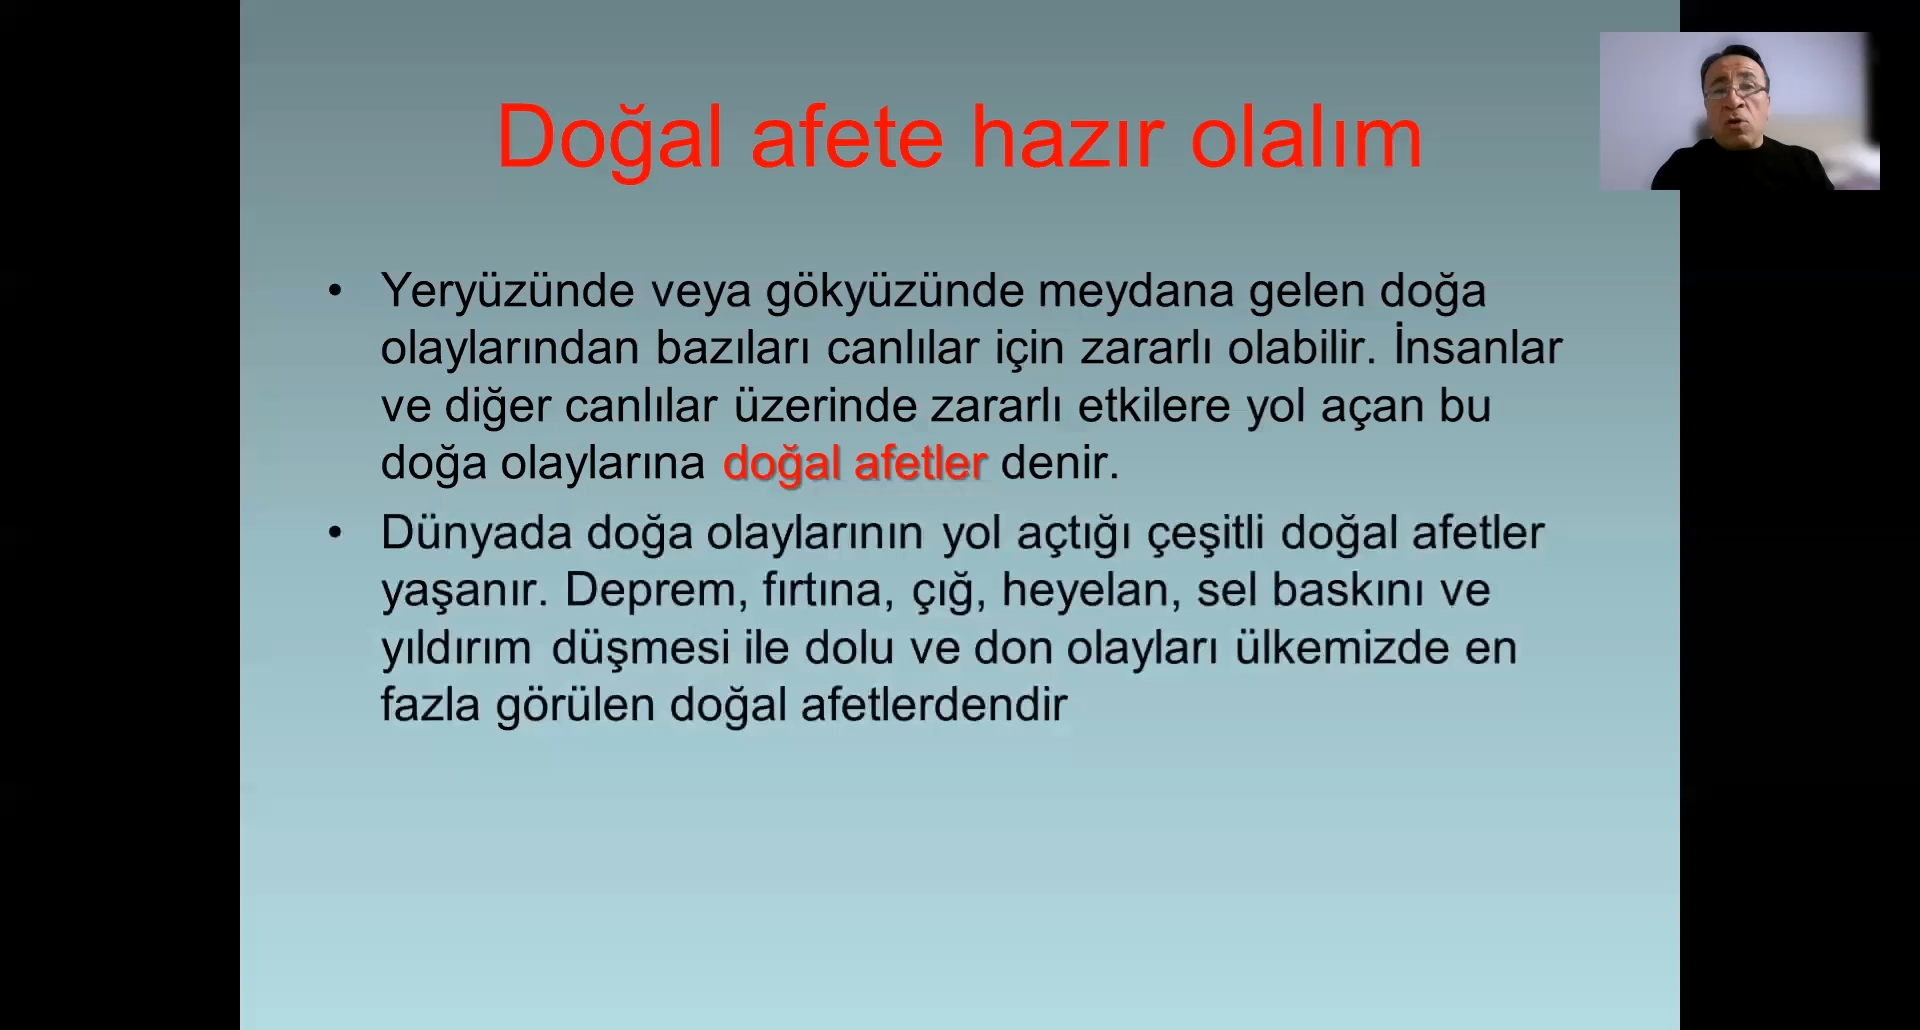 Doğal afete hazır olalım
• Yeryüzünde veya gökyüzünde meydana gelen doğa
olaylarından bazıları canlılar için zararlı olabilir. İnsanlar
ve diğer canlılar üzerinde zararlı etkilere yol açan bu
doğa olaylarına doğal afetler denir.
• Dünyada doğa olaylarının yol açtığı çeşitli doğal afetler
yaşanır. Deprem, fırtına, çığ, heyelan, sel baskını ve
yıldırım düşmesi ile dolu ve don olayları ülkemizde en
fazla görülen doğal afetlerdendir